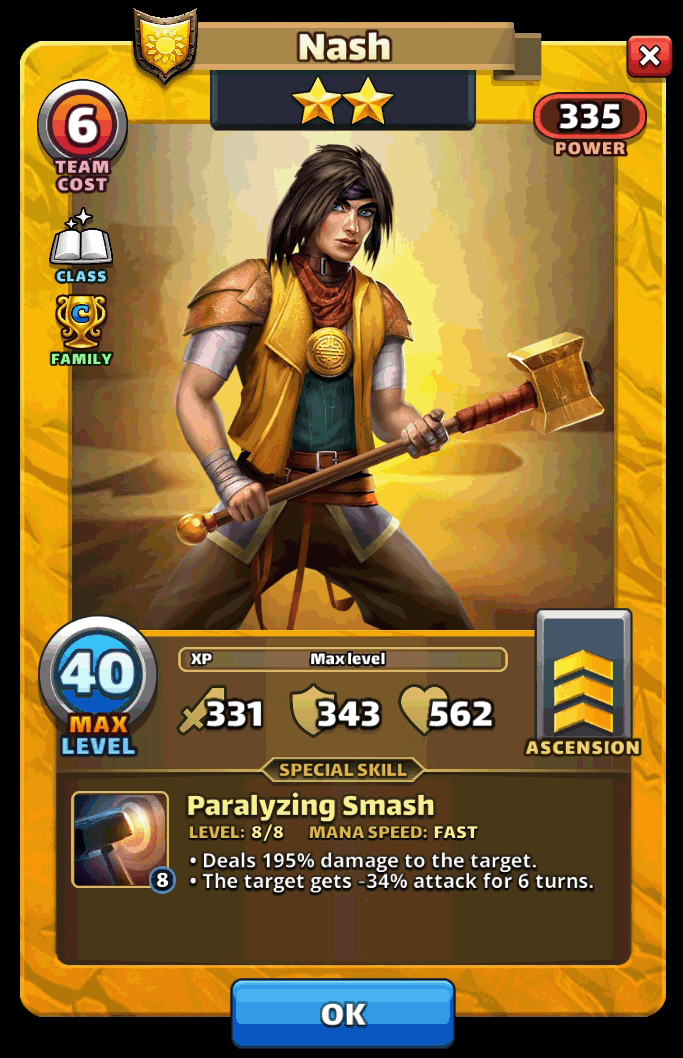 Nash
6
TEAM
COST
335
POWER
CLASS
C
FAMILY
40
MAX
LEVEL
XP Max level
331 343 562
ASCENSION
SPECIAL SKILL
Paralyzing Smash
LEVEL: 8/8 MANA SPEED: FAST
8
• Deals 195% damage to the target.
• The target gets -34% attack for 6 turns.
OK